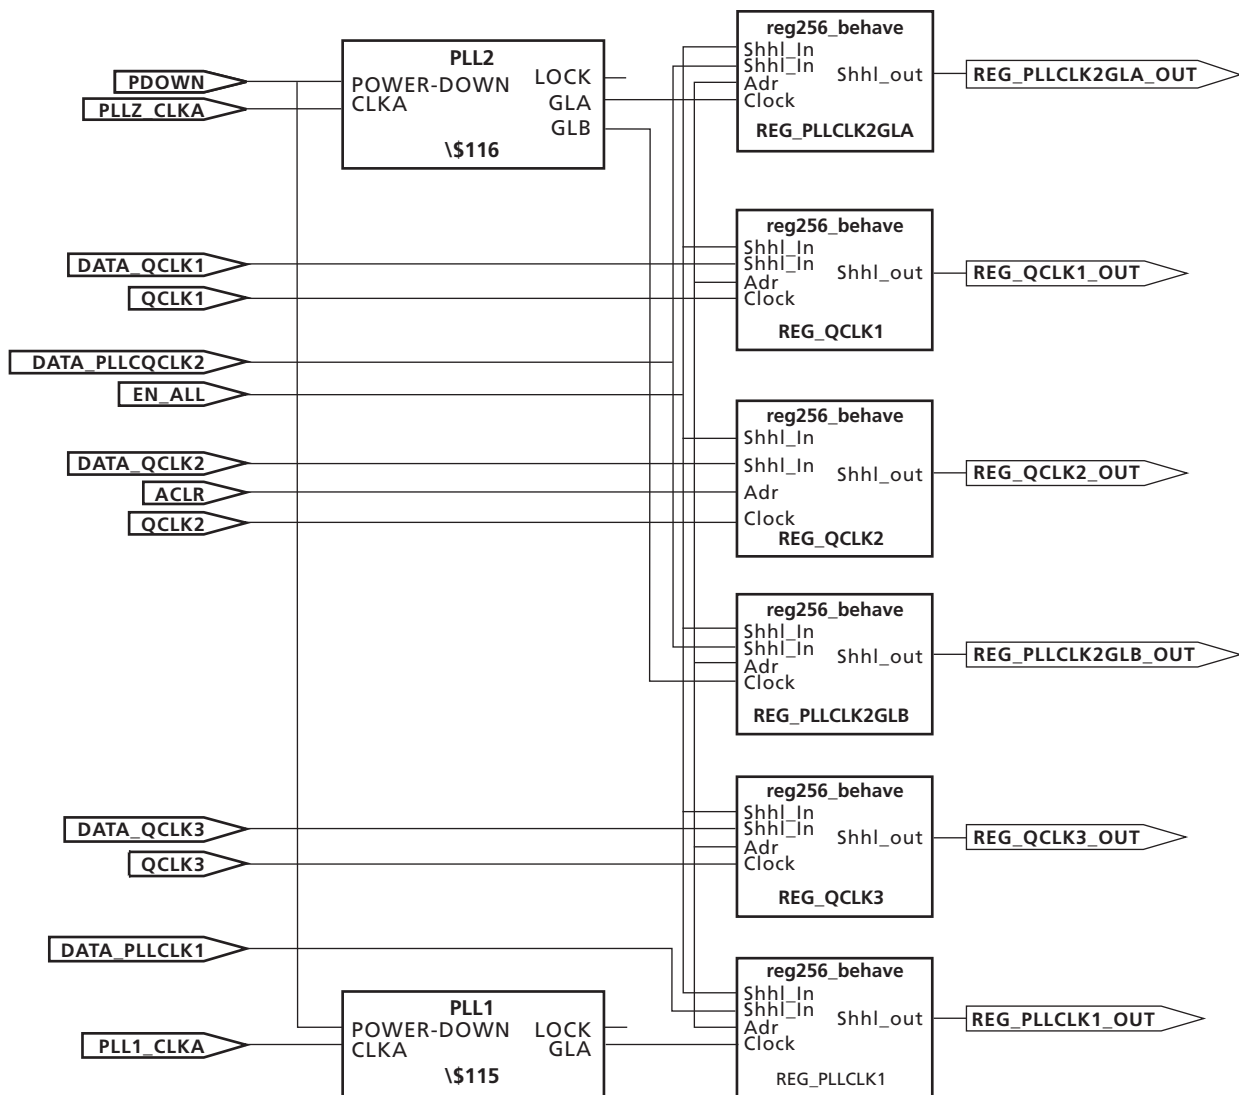 PDOWN
PLLZ_CLKA
PLL2
POWER-DOWN
CLKA
LOCK
GLA
GLB
\$116
reg256_behave
Shhl_In
Shhl_In
Adr
Clock
Shhl_out
REG_PLLCLK2GLA
REG_PLLCLK2GLA_OUT
DATA_QCLK1
QCLK1
reg256_behave
Shhl_In
Shhl_In
Adr
Clock
Shhl_out
REG_QCLK1
REG_QCLK1_OUT
DATA_PLLCQCLK2
EN_ALL
DATA_QCLK2
ACLR
QCLK2
reg256_behave
Shhl_In
Shhl_In
Adr
Clock
Shhl_out
REG_QCLK2
REG_QCLK2_OUT
reg256_behave
Shhl_In
Shhl_In
Adr
Clock
Shhl_out
REG_PLLCLK2GLB
REG_PLLCLK2GLB_OUT
DATA_QCLK3
QCLK3
reg256_behave
Shhl_In
Shhl_In
Adr
Clock
Shhl_out
REG_QCLK3
REG_QCLK3_OUT
DATA_PLLCLK1
PLL1_CLKA
PLL1
POWER-DOWN
CLKA
LOCK
GLA
\$115
reg256_behave
Shhl_In
Shhl_In
Adr
Clock
Shhl_out
REG_PLLCLK1
REG_PLLCLK1_OUT